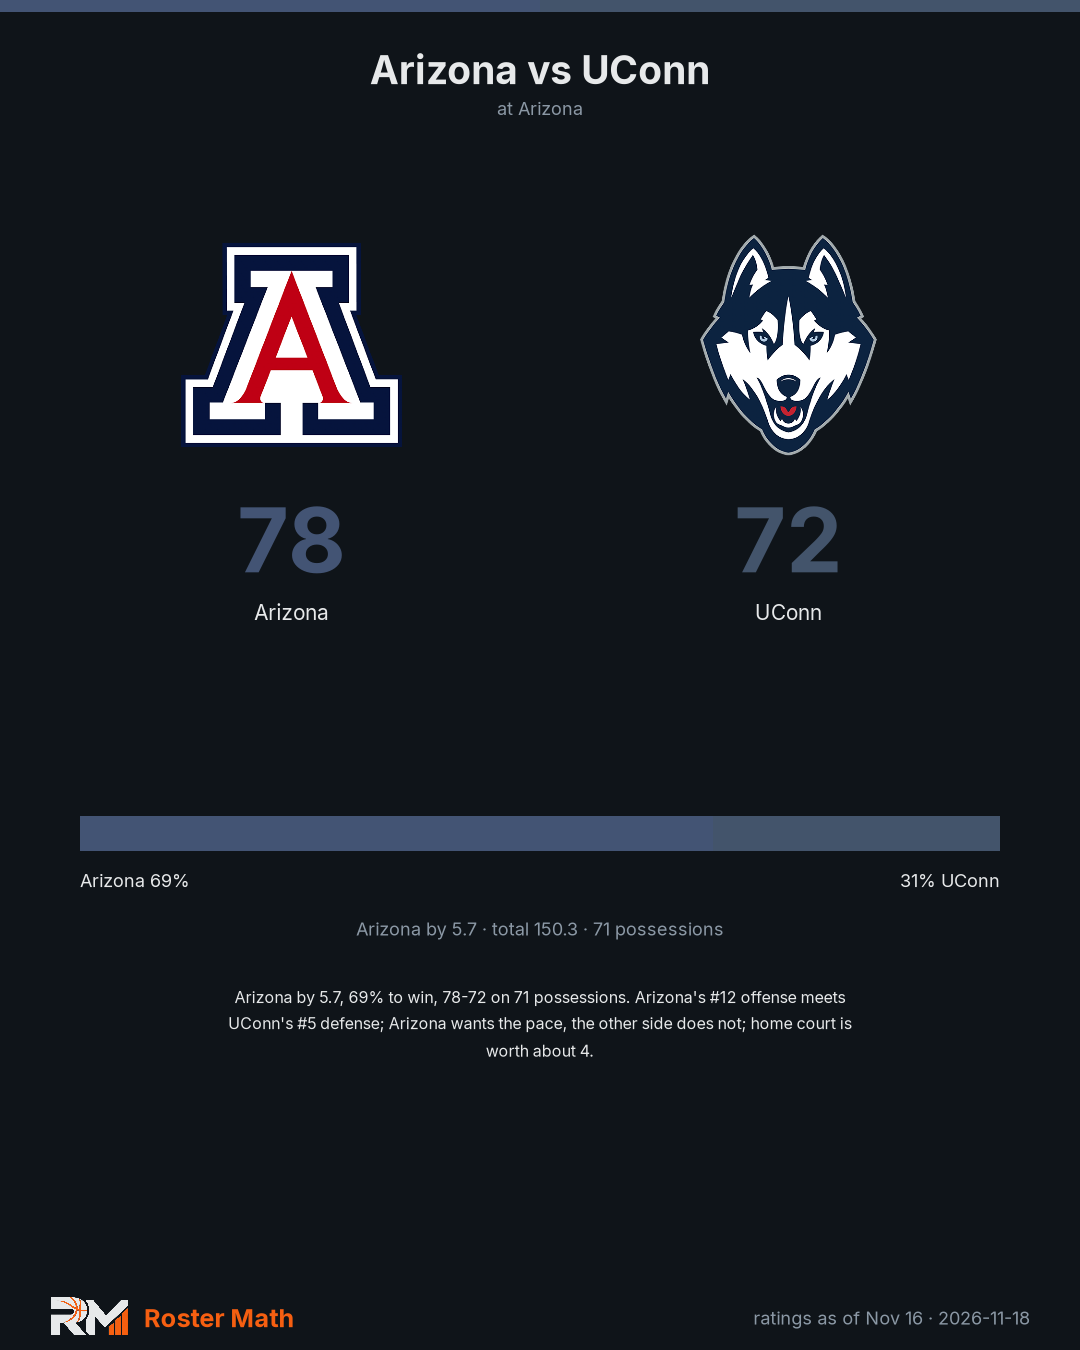 Arizona vs UConn
at Arizona
A
78
72
Arizona
UConn
Arizona 69%
31% UConn
Arizona by 5.7 · total 150.3 · 71 possessions
Arizona by 5.7, 69% to win, 78-72 on 71 possessions. Arizona's #12 offense meets
UConn's #5 defense; Arizona wants the pace, the other side does not; home court is
worth about 4.
RM Roster Math
ratings as of Nov 16 · 2026-11-18